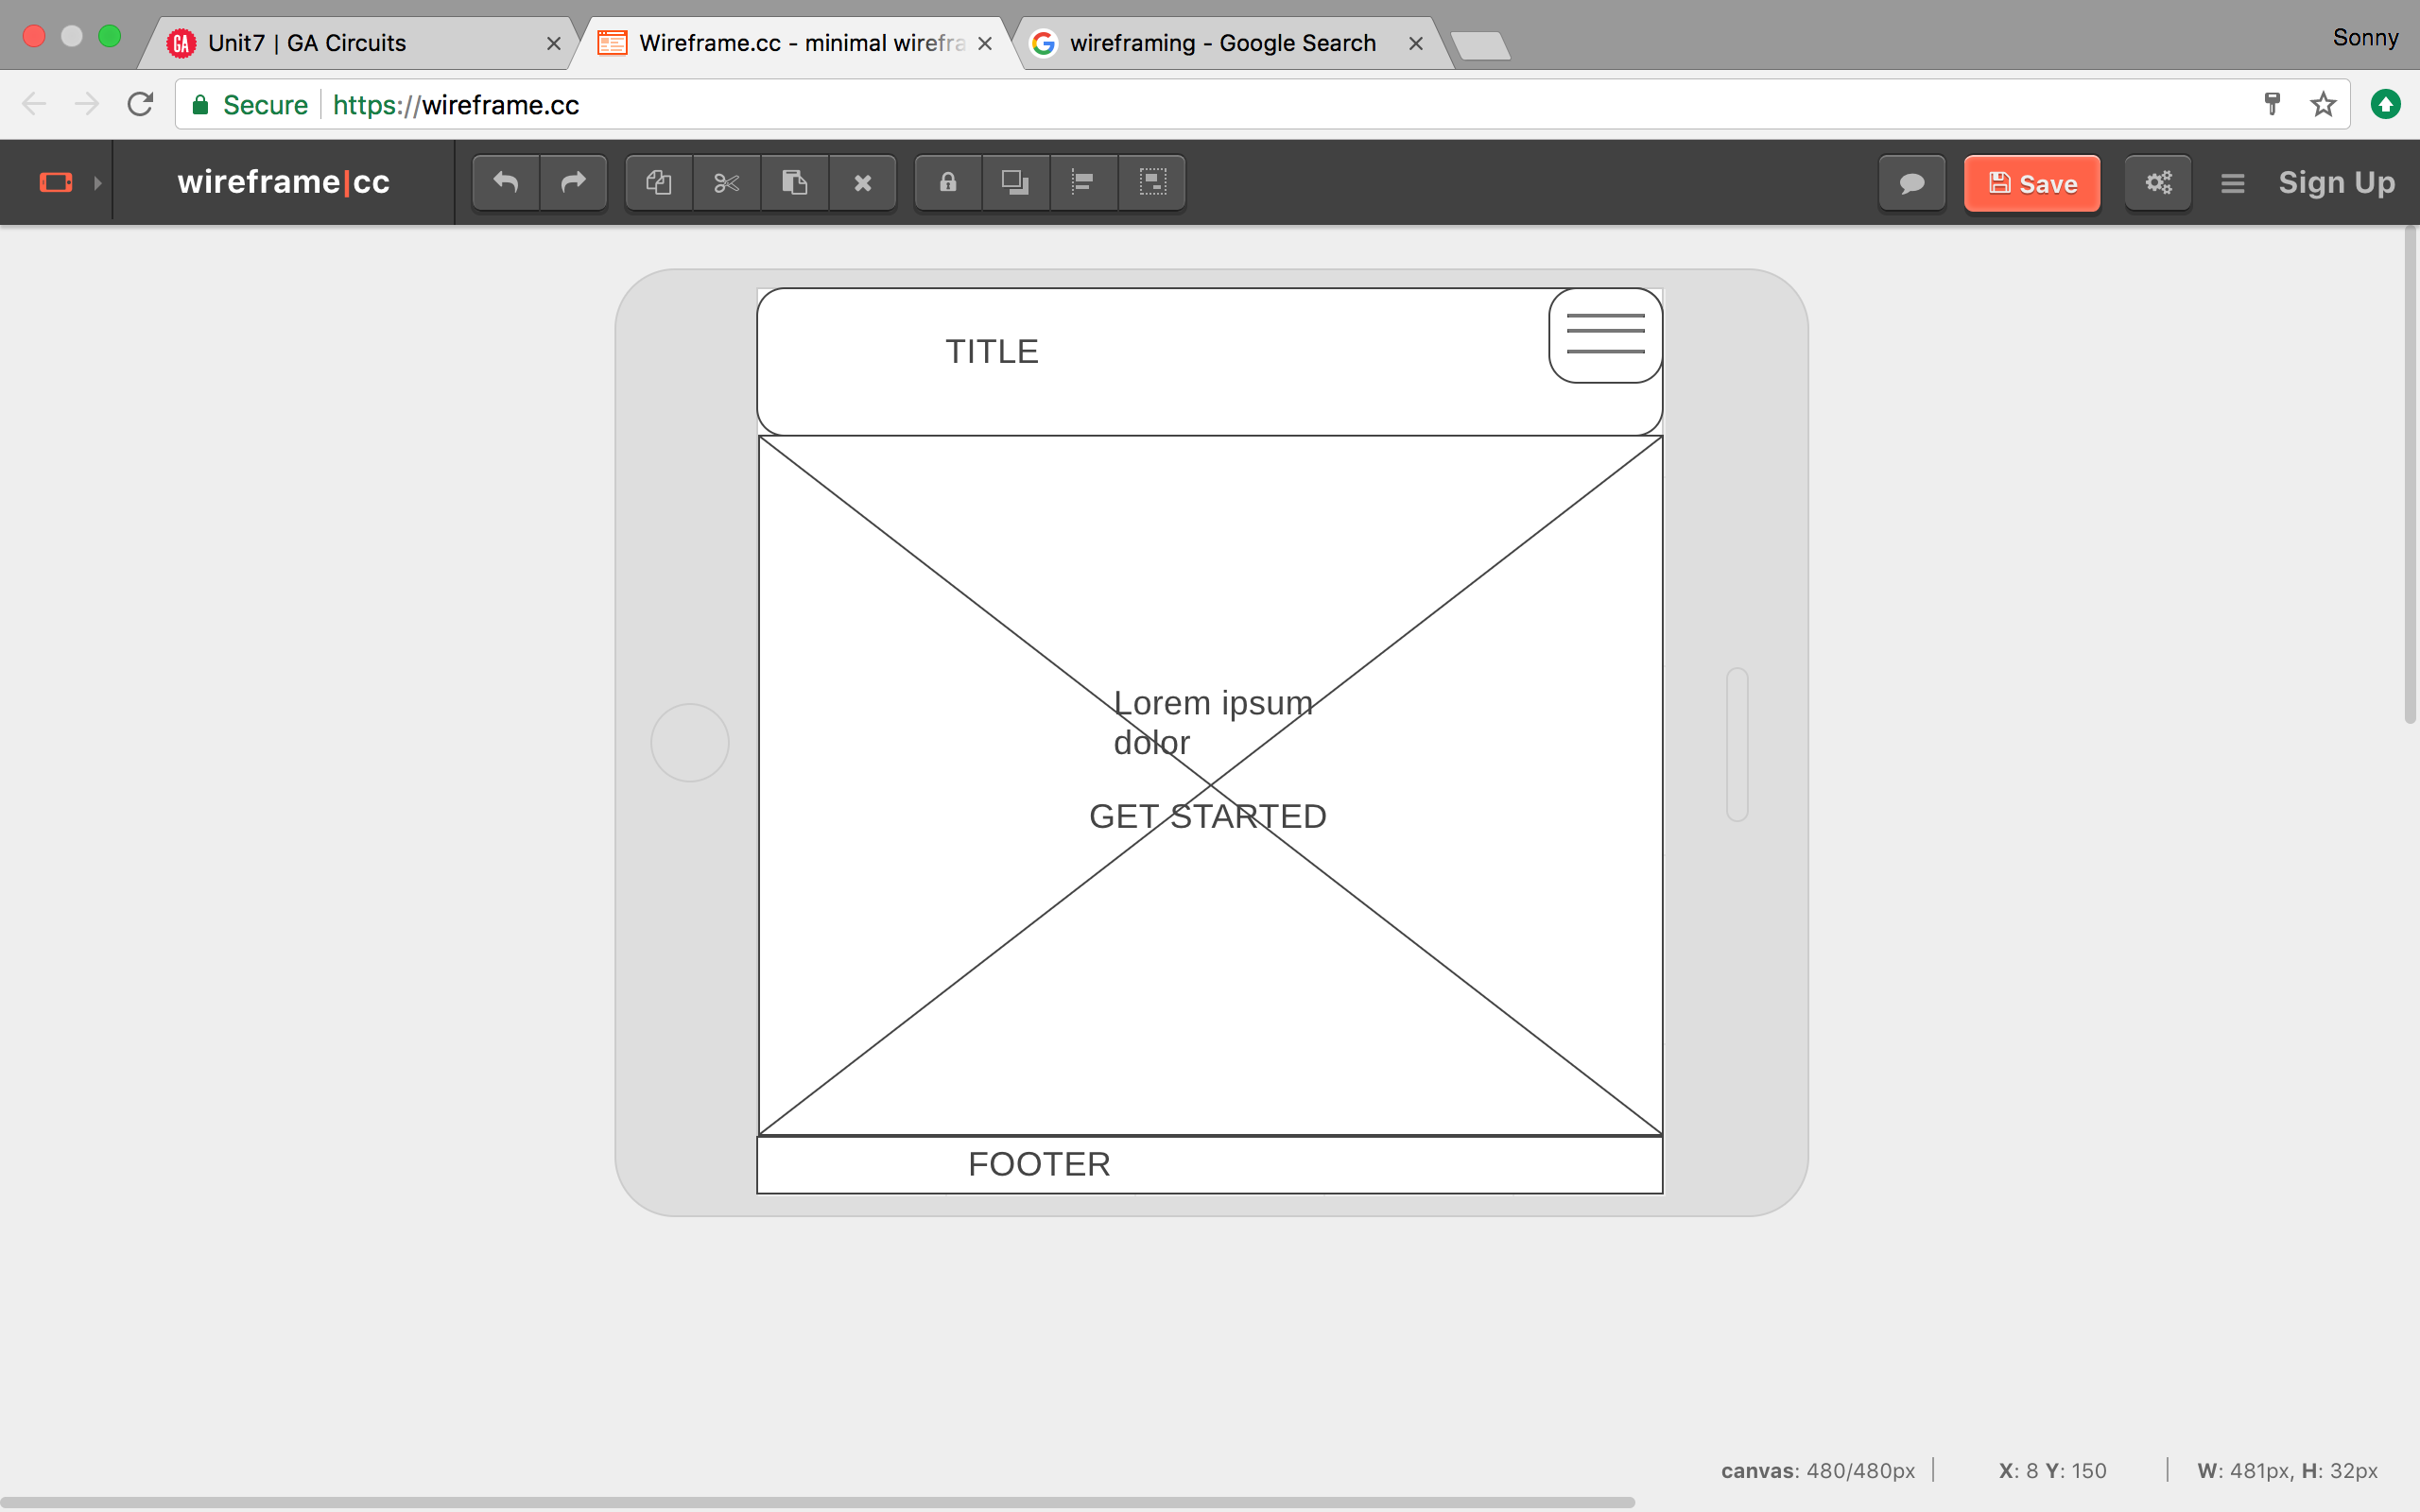 Unit7 | GA Circuits
Wireframe.cc - minimal wirefra
wireframing - Google Search
Sonny
Secure
https://wireframe.cc
wireframe|cc
Save
Sign Up
TITLE
Lorem ipsum
dolor
GET STARTED
FOOTER
canvas: 480/480px
X: 8 Y: 150
W: 481px, H: 32px